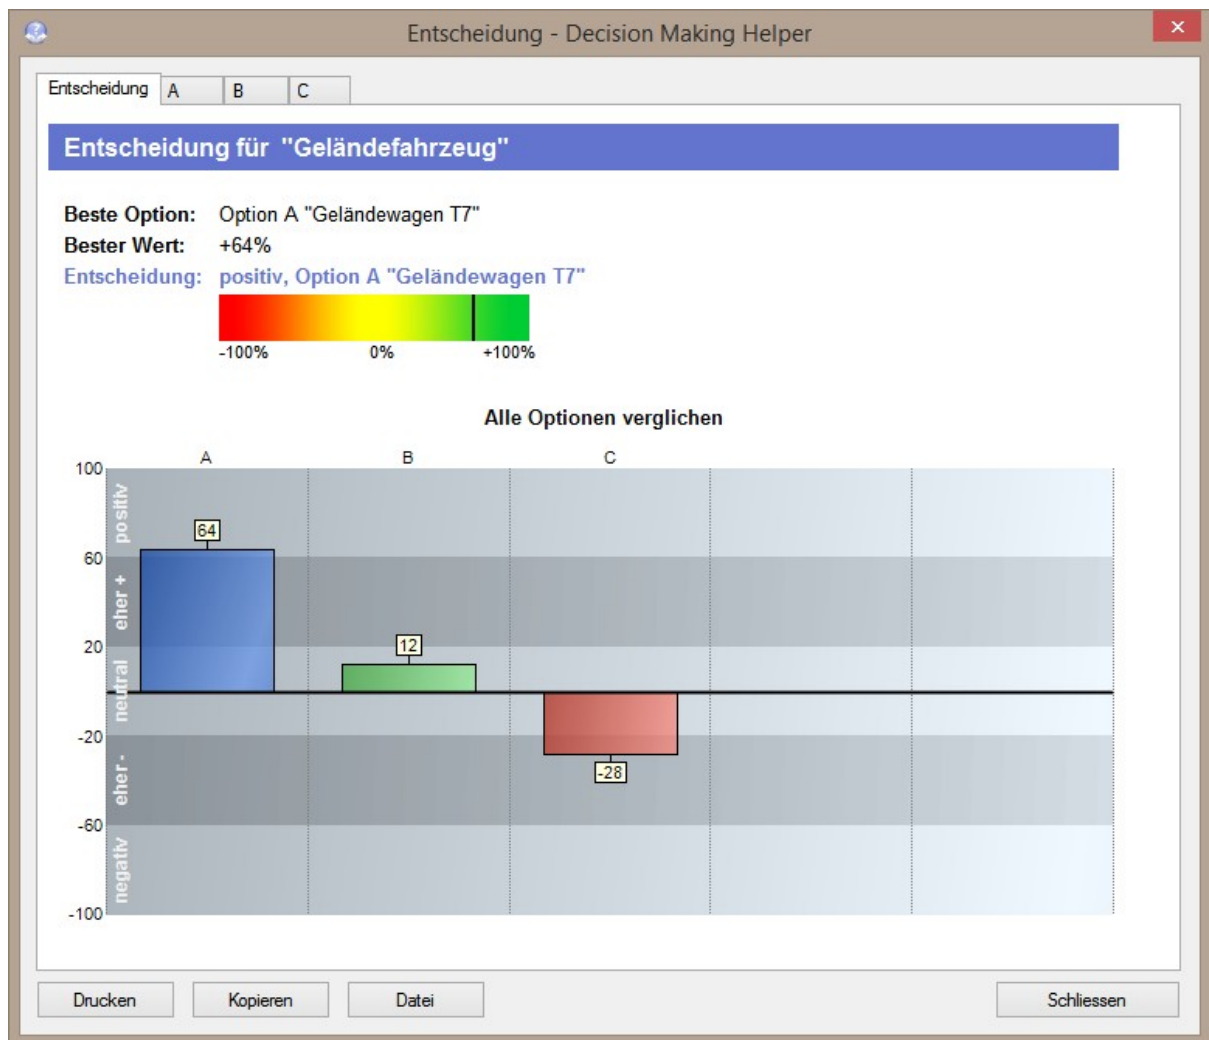 Entscheidung - Decision Making Helper
Entscheidung A B C
Entscheidung für "Geländefahrzeug"
Beste Option: Option A "Geländewagen T7"
Bester Wert: +64%
Entscheidung: positiv, Option A "Geländewagen T7"
-100% 0% +100%
Alle Optionen verglichen
A B C
100
positiv
64
60
eher +
20
12
neutral
-20
-28
eher -
-60
negativ
-100
Drucken Kopieren Datei Schliessen